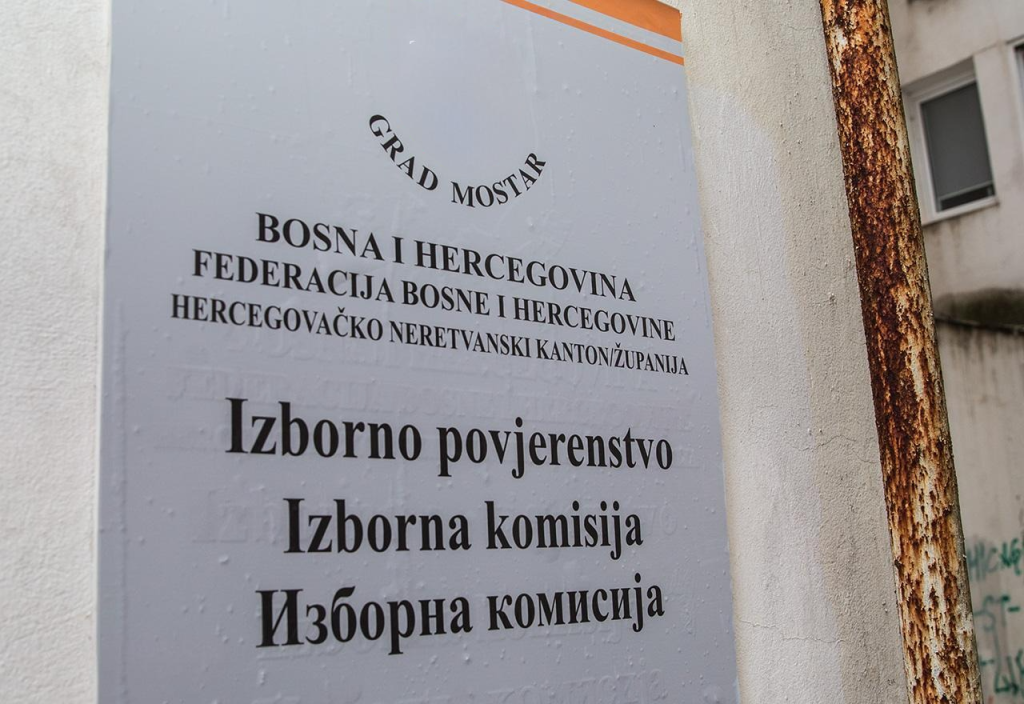 GRAD MOSTAR
BOSNA I HERCEGOVINA
FEDERACIJA BOSNE I HERCEGOVINE
HERCEGOVAČKO NERETVANSKI KANTON/ŽUPANIJA
Izborno povjerenstvo
Izborna komisija
Изборна комисија